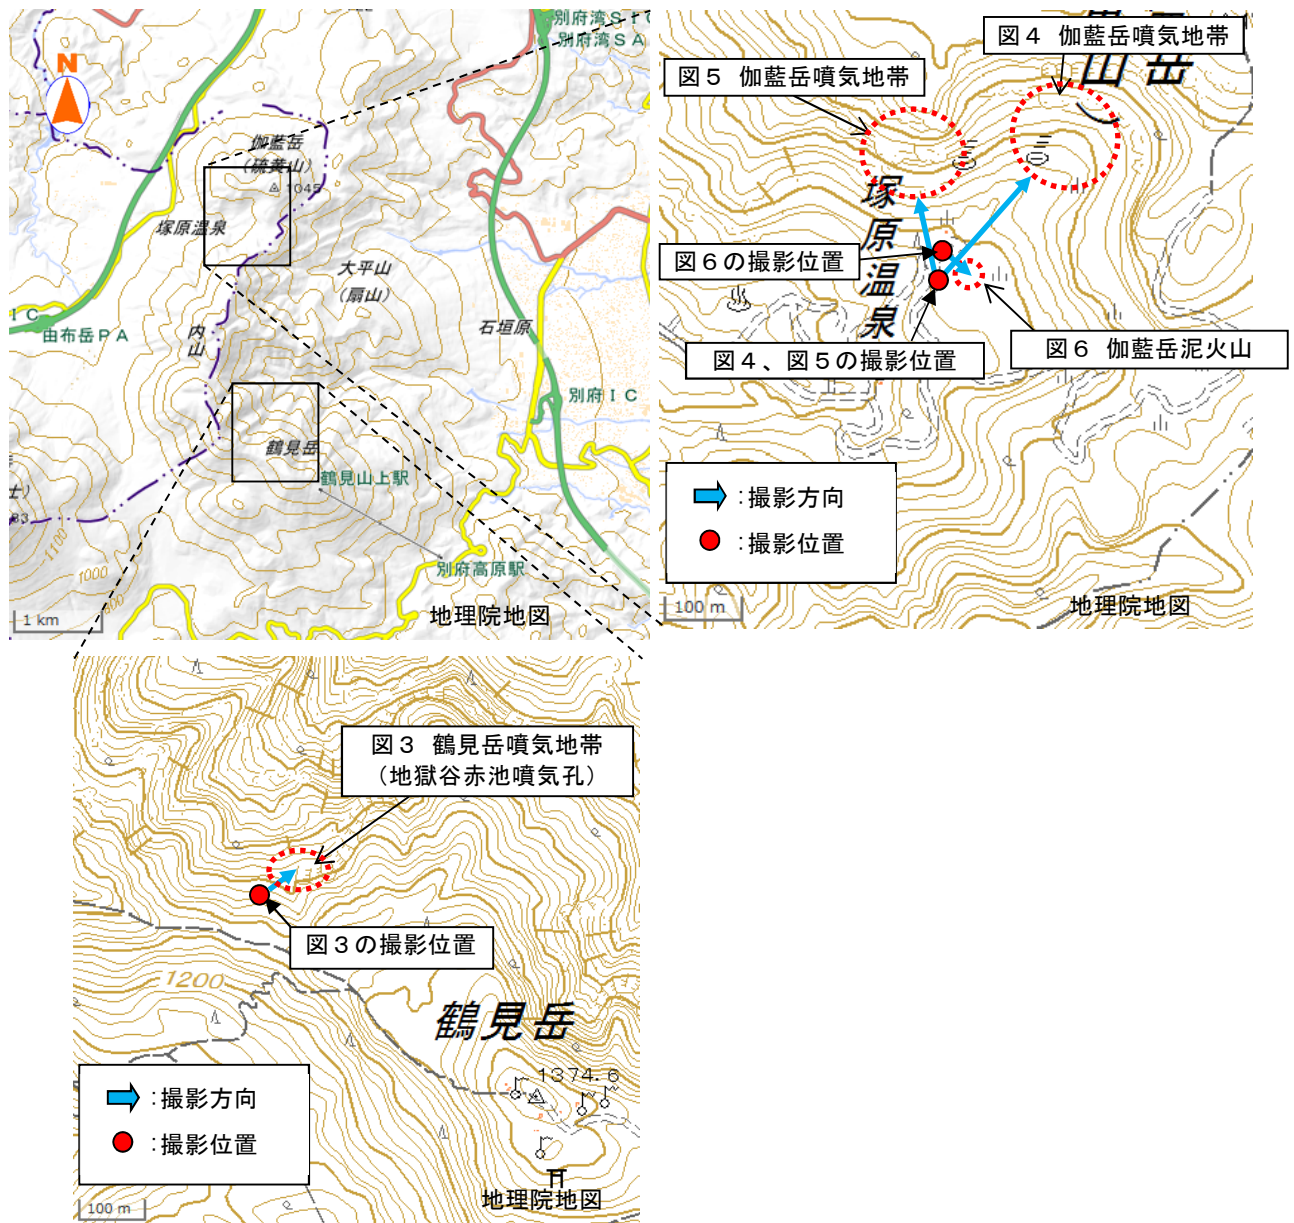 N
別府湾ＳＩＣ
別府湾ＳＡ
伽藍岳
（硫黄山）
1045
塚原温泉
大平山
（扇山）
ＩＣ
由布岳ＰＡ
内山
石垣原
別府ＩＣ
鶴見岳
鶴見山上駅
別府高原駅
1100
1000
1 km
地理院地図
図４ 伽藍岳噴気地帯
図５ 伽藍岳噴気地帯
塚原温泉
図６の撮影位置
図４、図５の撮影位置
図６ 伽藍岳泥火山
：撮影方向
：撮影位置
100 m
地理院地図
図３ 鶴見岳噴気地帯
（地獄谷赤池噴気孔）
図３の撮影位置
1200
鶴見岳
1374.6
：撮影方向
：撮影位置
100 m
地理院地図